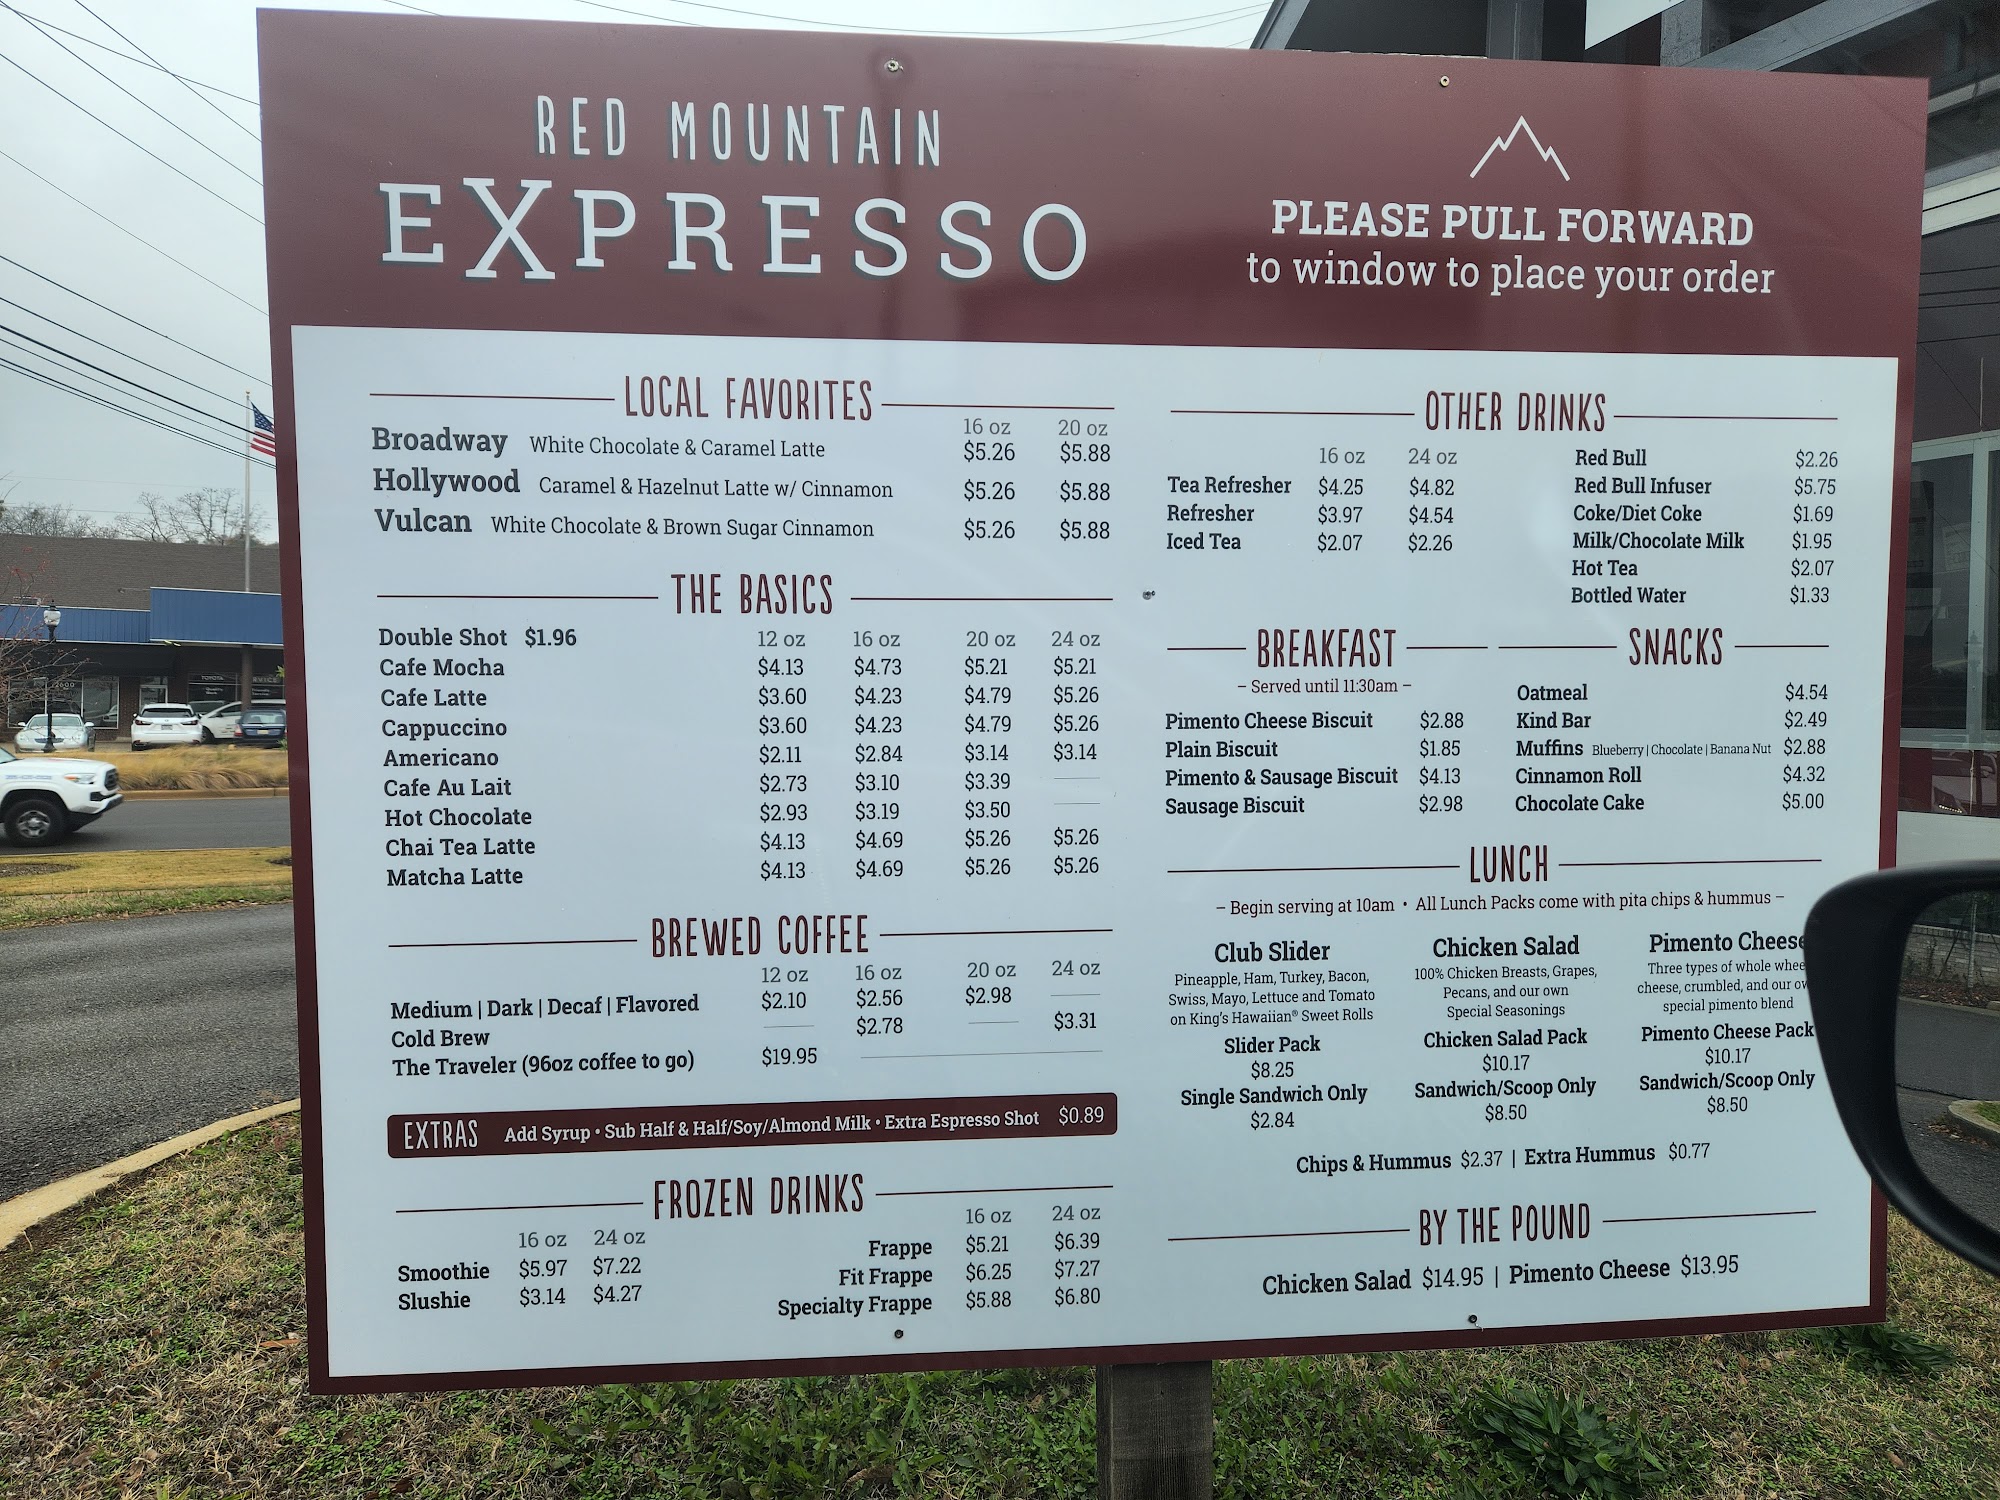 RED MOUNTAIN
EXPRESSO
PLEASE PULL FORWARD
to window to place your order
LOCAL FAVORITES
16 oz 20 oz
Broadway White Chocolate & Caramel Latte $5.26 $5.88
Hollywood Caramel & Hazelnut Latte w/ Cinnamon $5.26 $5.88
Vulcan White Chocolate & Brown Sugar Cinnamon $5.26 $5.88
THE BASICS
Double Shot $1.96 12 oz 16 oz 20 oz 24 oz
Cafe Mocha $4.13 $4.73 $5.21 $5.21
Cafe Latte $3.60 $4.23 $4.79 $5.26
Cappuccino $3.60 $4.23 $4.79 $5.26
Americano $2.11 $2.84 $3.14 $3.14
Cafe Au Lait $2.73 $3.10 $3.39
Hot Chocolate $2.93 $3.19 $3.50
Chai Tea Latte $4.13 $4.69 $5.26 $5.26
Matcha Latte $4.13 $4.69 $5.26 $5.26
BREWED COFFEE
12 oz 16 oz 20 oz 24 oz
Medium | Dark | Decaf | Flavored $2.10 $2.56 $2.98
Cold Brew $2.78 $3.31
The Traveler (96oz coffee to go) $19.95
EXTRAS Add Syrup • Sub Half & Half/Soy/Almond Milk • Extra Espresso Shot $0.89
FROZEN DRINKS
16 oz 24 oz
Smoothie $5.97 $7.22
Slushie $3.14 $4.27
16 oz 24 oz
Frappe $5.21 $6.39
Fit Frappe $6.25 $7.27
Specialty Frappe $5.88 $6.80
OTHER DRINKS
16 oz 24 oz
Tea Refresher $4.25 $4.82
Refresher $3.97 $4.54
Iced Tea $2.07 $2.26
Red Bull $2.26
Red Bull Infuser $5.75
Coke/Diet Coke $1.69
Milk/Chocolate Milk $1.95
Hot Tea $2.07
Bottled Water $1.33
BREAKFAST
– Served until 11:30am –
Pimento Cheese Biscuit $2.88
Plain Biscuit $1.85
Pimento & Sausage Biscuit $4.13
Sausage Biscuit $2.98
SNACKS
Oatmeal $4.54
Kind Bar $2.49
Muffins Blueberry | Chocolate | Banana Nut $2.88
Cinnamon Roll $4.32
Chocolate Cake $5.00
LUNCH
– Begin serving at 10am • All Lunch Packs come with pita chips & hummus –
Club Slider
Pineapple, Ham, Turkey, Bacon,
Swiss, Mayo, Lettuce and Tomato
on King's Hawaiian® Sweet Rolls
Slider Pack
$8.25
Single Sandwich Only
$2.84
Chicken Salad
100% Chicken Breasts, Grapes,
Pecans, and our own
Special Seasonings
Chicken Salad Pack
$10.17
Sandwich/Scoop Only
$8.50
Pimento Cheese
Three types of whole whee
cheese, crumbled, and our ow
special pimento blend
Pimento Cheese Pack
$10.17
Sandwich/Scoop Only
$8.50
Chips & Hummus $2.37 | Extra Hummus $0.77
BY THE POUND
Chicken Salad $14.95 | Pimento Cheese $13.95